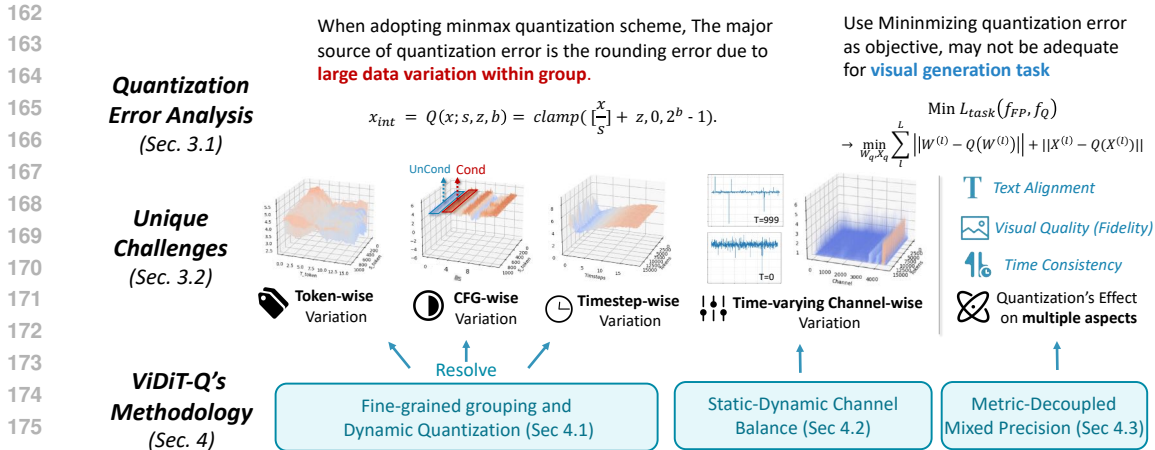 162
163
164
165
166
167
168
169
170
171
172
173
174
175
Quantization
Error Analysis
(Sec. 3.1)
When adopting minmax quantization scheme, The major
source of quantization error is the rounding error due to
large data variation within group.
x_int = Q(x; s, z, b) = clamp( [x/s] + z, 0, 2^b - 1).
Use Mininmizing quantization error
as objective, may not be adequate
for visual generation task
Min L_task(f_FP, f_Q)
→ min_{W_q,X_q} ∑_l^L ||W^(l) − Q(W^(l))|| + ||X^(l) − Q(X^(l))||
Unique
Challenges
(Sec. 3.2)
UnCond
Cond
T=999
T=0
Token-wise
Variation
CFG-wise
Variation
Timestep-wise
Variation
Time-varying Channel-wise
Variation
Text Alignment
Visual Quality (Fidelity)
Time Consistency
Quantization's Effect
on multiple aspects
Resolve
ViDiT-Q's
Methodology
(Sec. 4)
Fine-grained grouping and
Dynamic Quantization (Sec 4.1)
Static-Dynamic Channel
Balance (Sec 4.2)
Metric-Decoupled
Mixed Precision (Sec 4.3)